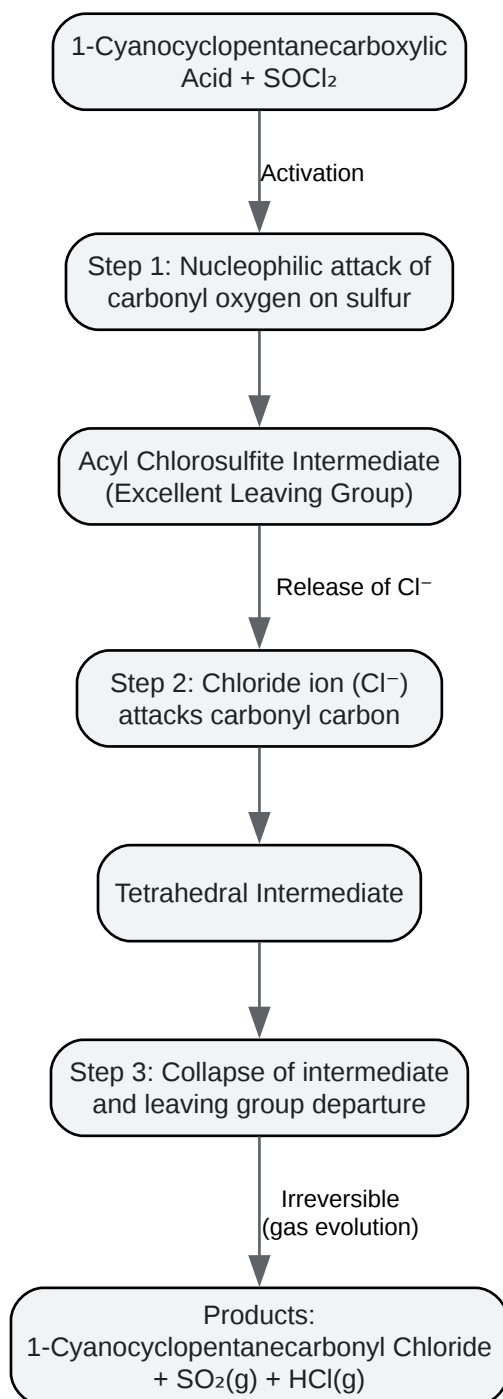 1-Cyanocyclopentanecarboxylic
Acid + SOCl₂
Activation
Step 1: Nucleophilic attack of
carbonyl oxygen on sulfur
Acyl Chlorosulfite Intermediate
(Excellent Leaving Group)
Release of Cl⁻
Step 2: Chloride ion (Cl⁻)
attacks carbonyl carbon
Tetrahedral Intermediate
Step 3: Collapse of intermediate
and leaving group departure
Irreversible
(gas evolution)
Products:
1-Cyanocyclopentanecarbonyl Chloride
+ SO₂(g) + HCl(g)